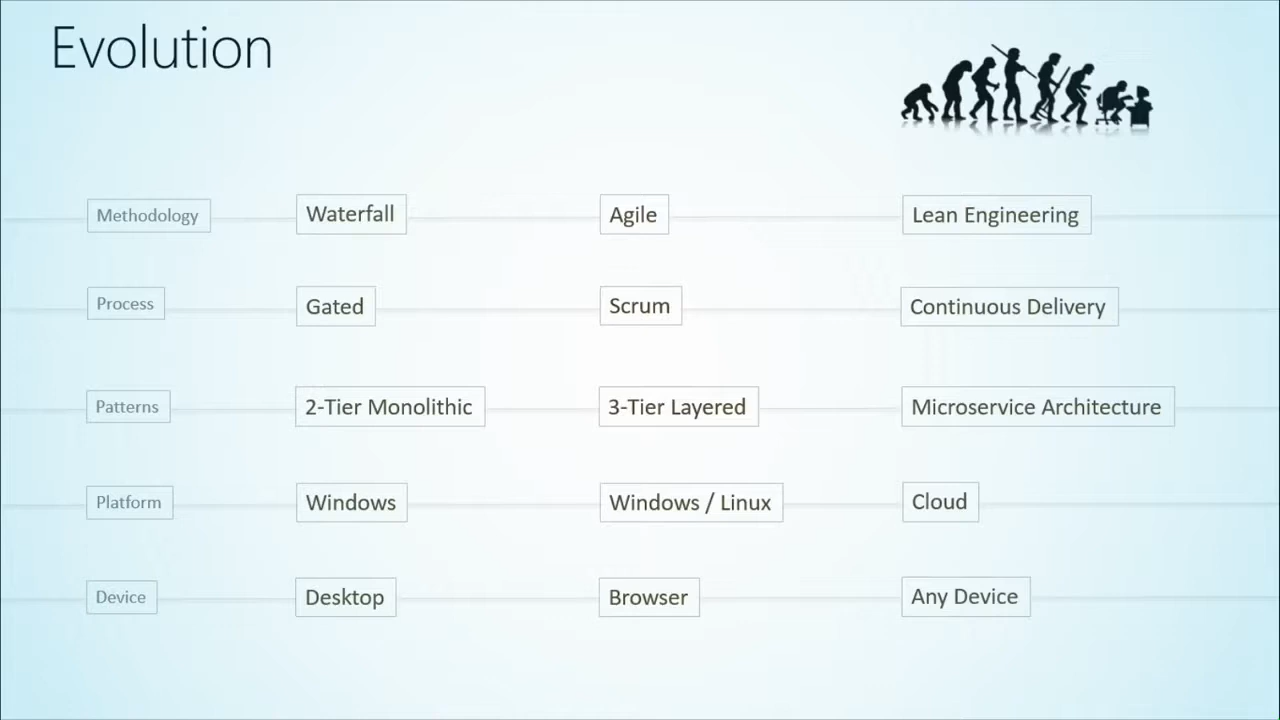 Evolution
Methodology Waterfall Agile Lean Engineering
Process Gated Scrum Continuous Delivery
Patterns 2-Tier Monolithic 3-Tier Layered Microservice Architecture
Platform Windows Windows / Linux Cloud
Device Desktop Browser Any Device